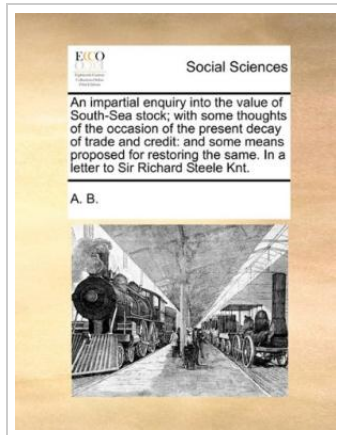 ECCO
Social Sciences
An impartial enquiry into the value of
South-Sea stock; with some thoughts
of the occasion of the present decay
of trade and credit: and some means
proposed for restoring the same. In a
letter to Sir Richard Steele Knt.
A. B.